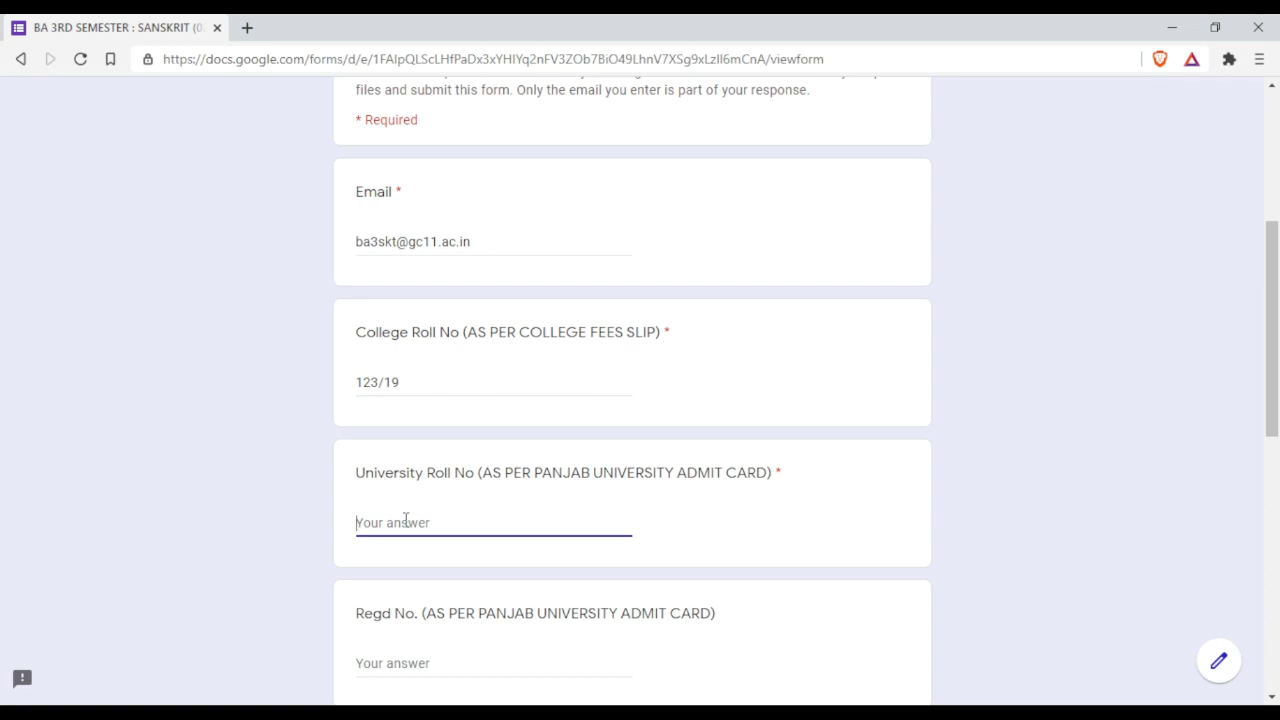 BA 3RD SEMESTER : SANSKRIT (0
https://docs.google.com/forms/d/e/1FAIpQLScLHfPaDx3xYHIYq2nFV3ZOb7BiO49LhnV7XSg9xLzIl6mCnA/viewform
files and submit this form. Only the email you enter is part of your response.
* Required
Email *
ba3skt@gc11.ac.in
College Roll No (AS PER COLLEGE FEES SLIP) *
123/19
University Roll No (AS PER PANJAB UNIVERSITY ADMIT CARD) *
Your answer
Regd No. (AS PER PANJAB UNIVERSITY ADMIT CARD)
Your answer